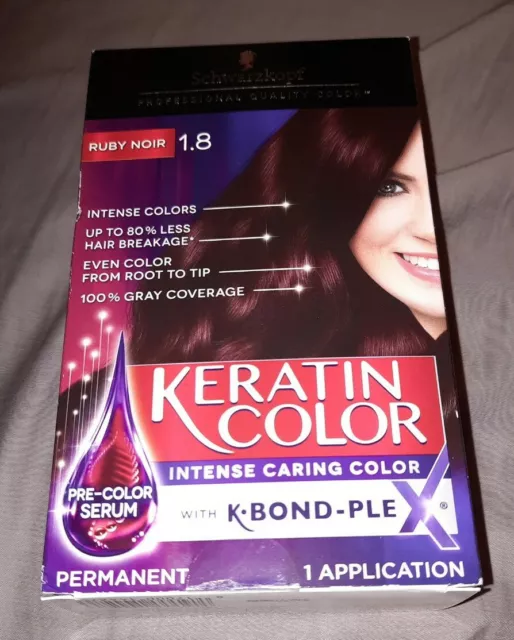 Schwarzkopf
PROFESSIONAL QUALITY COLOR™
RUBY NOIR 1.8
INTENSE COLORS
UP TO 80% LESS
HAIR BREAKAGE*
EVEN COLOR
FROM ROOT TO TIP
100% GRAY COVERAGE
KERATIN
COLOR
INTENSE CARING COLOR
PRE-COLOR
SERUM
WITH K•BOND-PLEX®
PERMANENT
1 APPLICATION